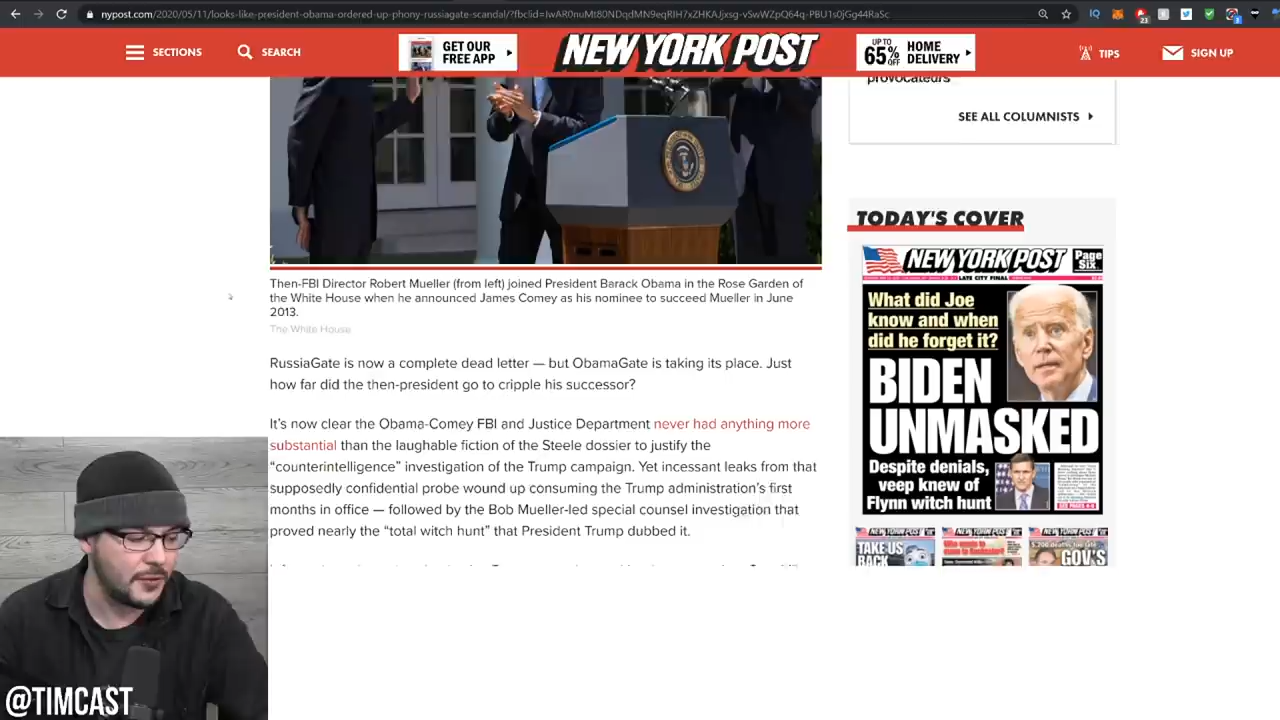 nypost.com/2020/05/11/looks-like-president-obama-ordered-up-phony-russiagate-scandal/?fbclid=
SECTIONS
SEARCH
GET OUR
FREE APP
NEW YORK POST
UP TO
65% OFF
HOME
DELIVERY
TIPS
SIGN UP
provocateurs
SEE ALL COLUMNISTS
TODAY'S COVER
NEW YORK POST
Page
Six
LATE CITY FINAL
What did Joe
know and when
did he forget it?
BIDEN
UNMASKED
Despite denials,
veep knew of
Flynn witch hunt
TAKE US
BACK
GOV'S
Then-FBI Director Robert Mueller (from left) joined President Barack Obama in the Rose Garden of
the White House when he announced James Comey as his nominee to succeed Mueller in June
2013.
The White House
RussiaGate is now a complete dead letter — but ObamaGate is taking its place. Just
how far did the then-president go to cripple his successor?
It's now clear the Obama-Comey FBI and Justice Department never had anything more
substantial than the laughable fiction of the Steele dossier to justify the
“counterintelligence” investigation of the Trump campaign. Yet incessant leaks from that
supposedly confidential probe wound up consuming the Trump administration's first
months in office — followed by the Bob Mueller-led special counsel investigation that
proved nearly the “total witch hunt” that President Trump dubbed it.
@TIMCAST